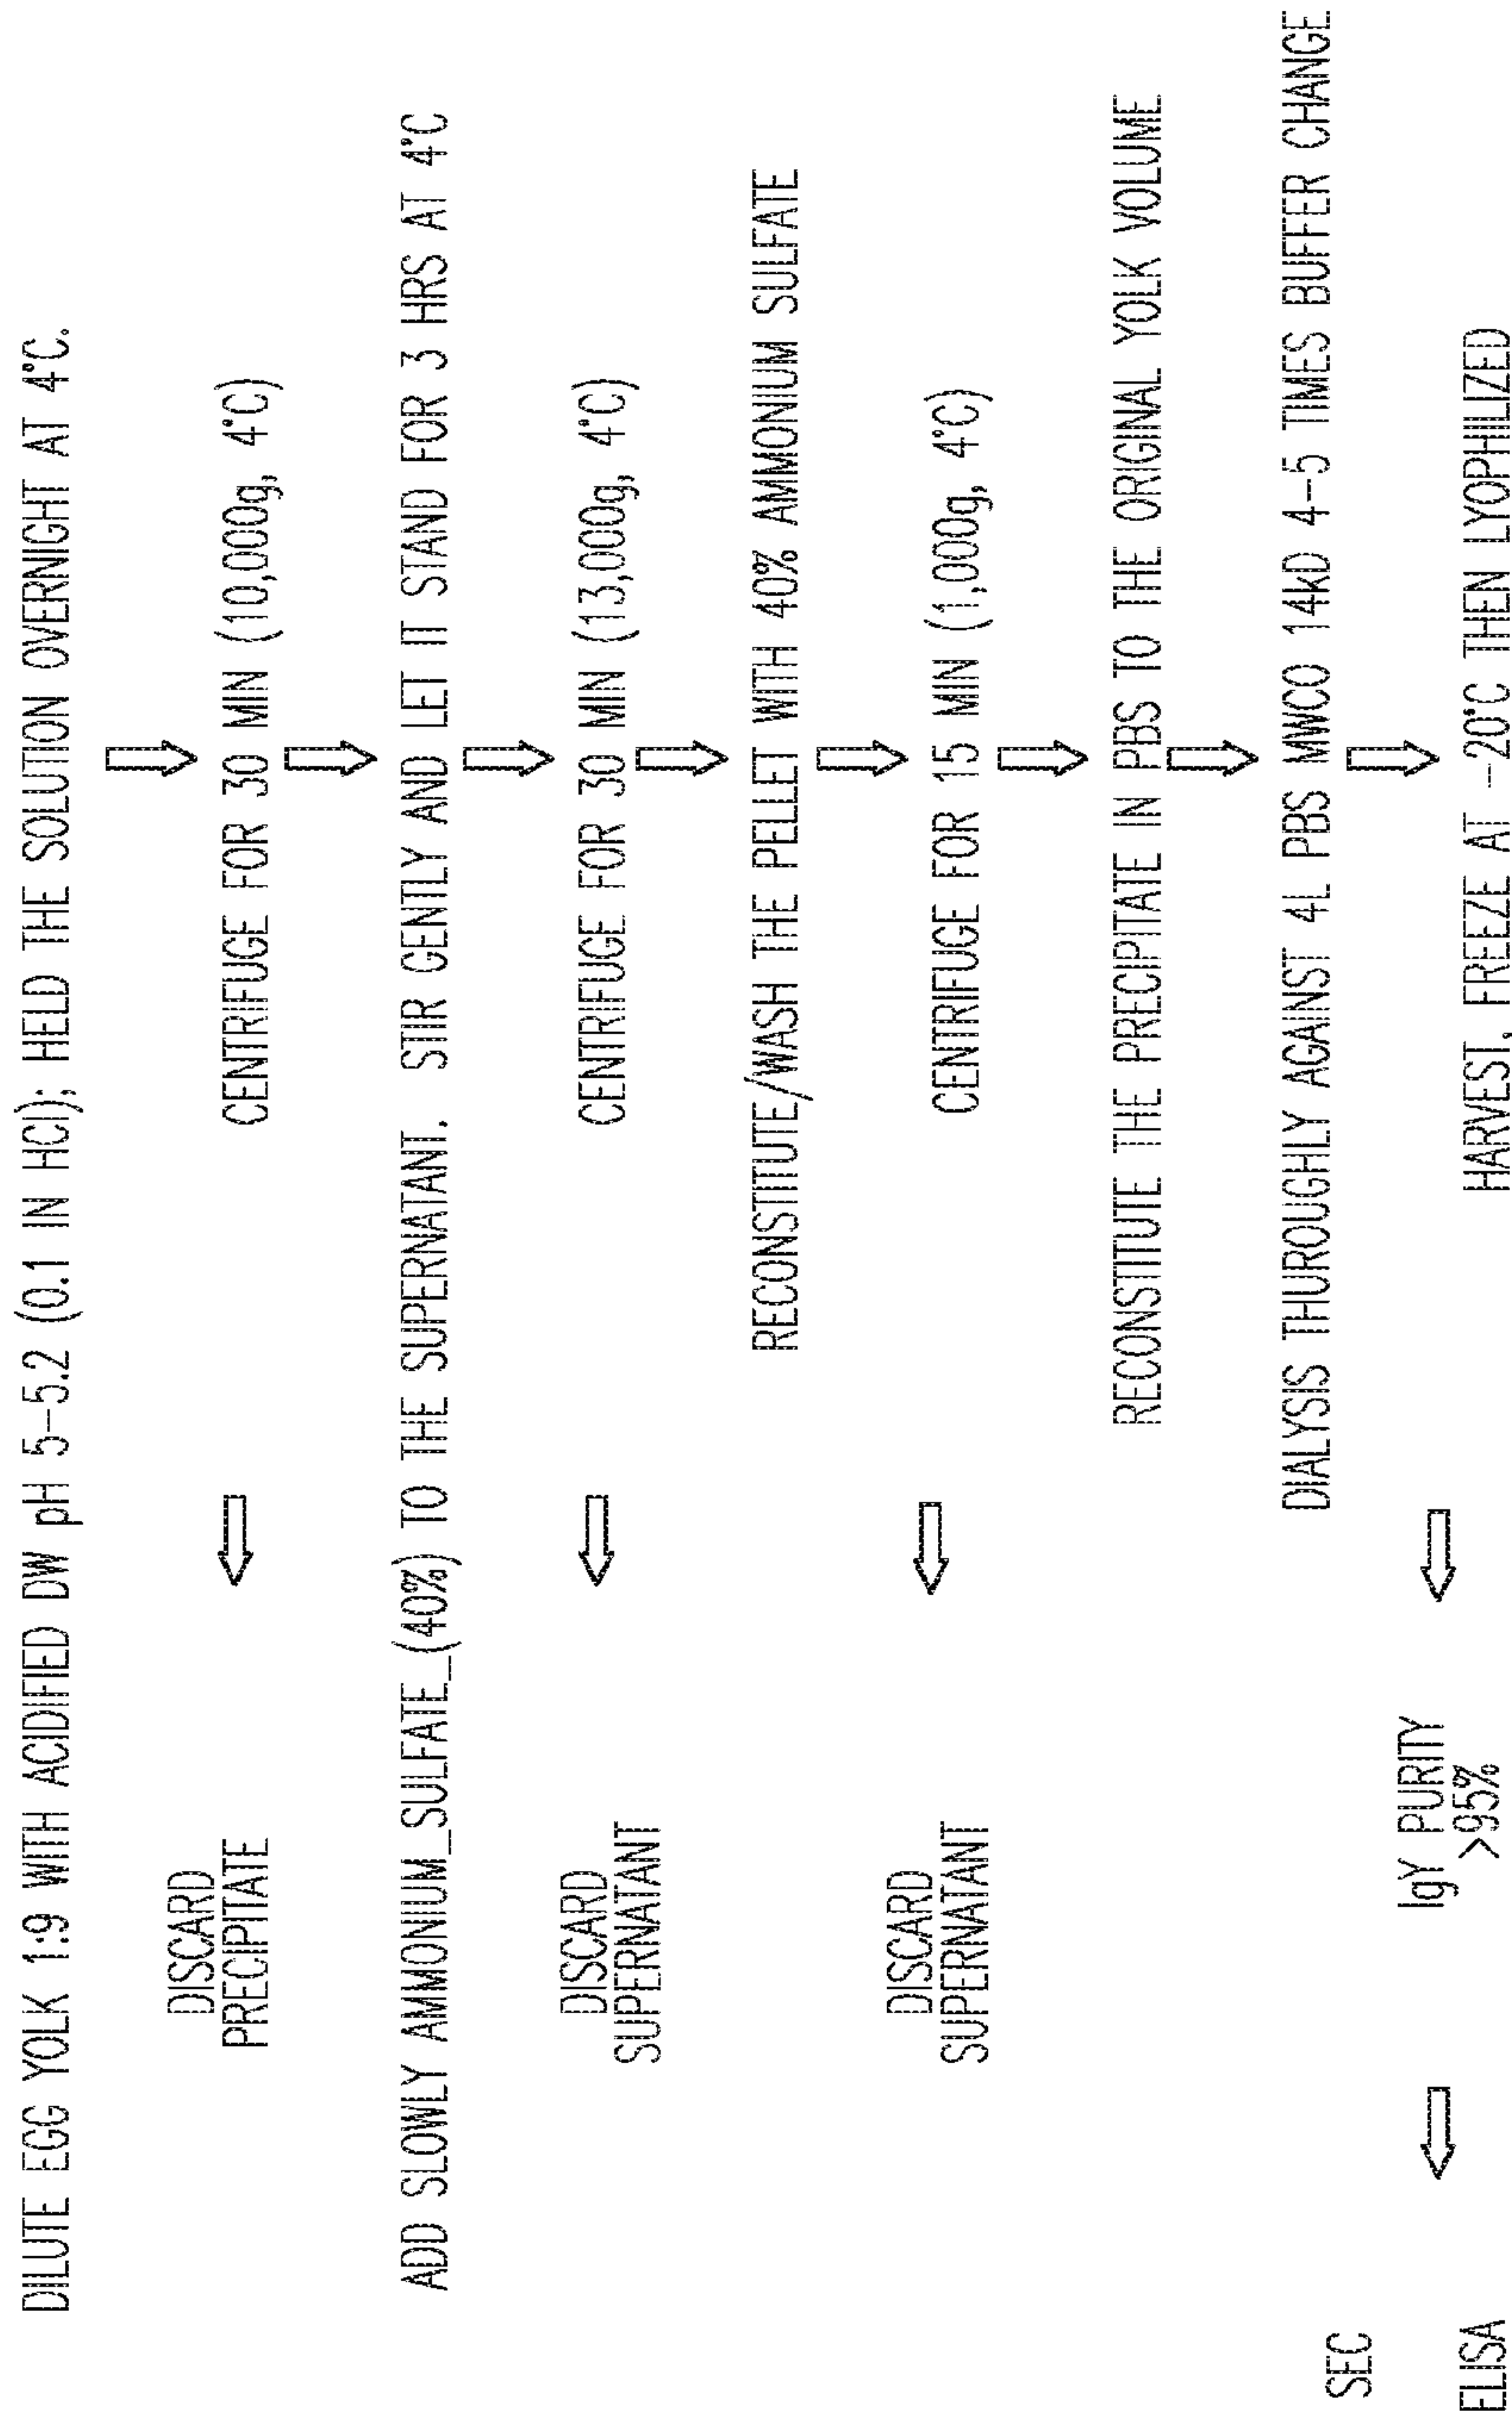 DILUTE EGG YOLK 1:9 WITH ACIDIFIED DW pH 5-5.2 (0.1 IN HCl); HELD THE SOLUTION OVERNIGHT AT 4°C.
DISCARD
PRECIPITATE
CENTRIFUGE FOR 30 MIN (10,000g, 4°C)
ADD SLOWLY AMMONIUM_SULFATE_(40%) TO THE SUPERNATANT. STIR GENTLY AND LET IT STAND FOR 3 HRS AT 4°C
DISCARD
SUPERNATANT
CENTRIFUGE FOR 30 MIN (13,000g, 4°C)
RECONSTITUTE/WASH THE PELLET WITH 40% AMMONIUM SULFATE
DISCARD
SUPERNATANT
CENTRIFUGE FOR 15 MIN (1,000g, 4°C)
RECONSTITUTE THE PRECIPITATE IN PBS TO THE ORIGINAL YOLK VOLUME
DIALYSIS THUROUGHLY AGAINST 4L PBS MWCO 14kD 4-5 TIMES BUFFER CHANGE
SEC
ELISA
IgY PURITY
>95%
HARVEST, FREEZE AT -20°C THEN LYOPHILIZED